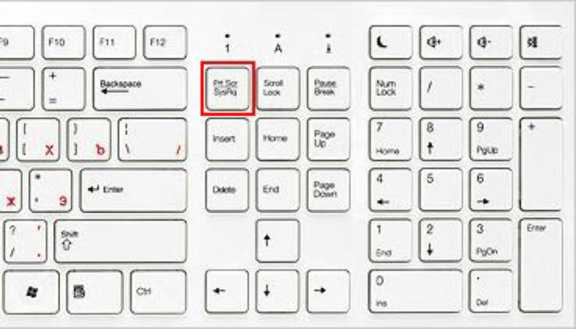 F9 F10 F11 F12 1 A
Prt Scr Scroll Pause
SysRq Lock Break
Backspace
+
=
Num
Lock / * -
{
[ Х
}
] Ъ
|
\ /
Insert Home Page
Up
7
Home
8
9
PgUp
+
Ж
"
' Э
Enter
Delete End Page
Down
4
5
6
?
/
Shift
1
End
2
3
PgDn
Enter
Ctrl
0
Ins
.
Del